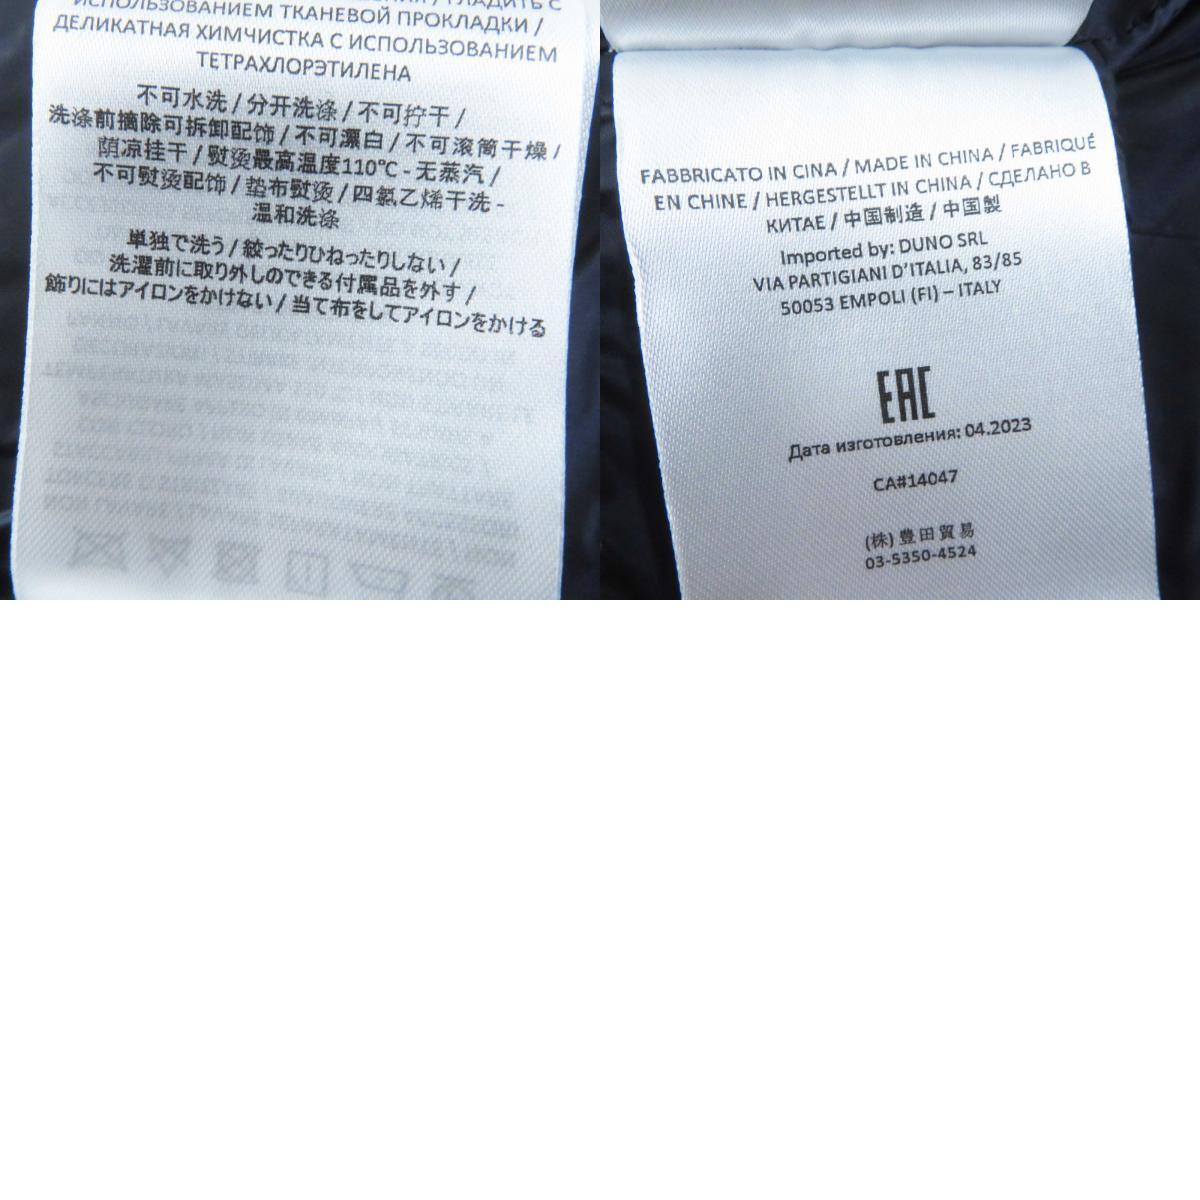 ИСПОЛЬЗОВАНИЕМ ТКАНЕВОЙ ПРОКЛАДКИ /
ДЕЛИКАТНАЯ ХИМЧИСТКА С ИСПОЛЬЗОВАНИЕМ
ТЕТРАХЛОРЭТИЛЕНА
不可水洗 / 分开洗涤 / 不可拧干 /
洗涤前摘除可拆卸配饰 / 不可漂白 / 不可滚筒干燥 /
荫凉挂干 / 熨烫最高温度110℃ - 无蒸汽 /
不可熨烫配饰 / 垫布熨烫 / 四氯乙烯干洗 -
温和洗涤
単独で洗う / 絞ったりひねったりしない /
洗濯前に取り外しのできる付属品を外す /
飾りにはアイロンをかけない / 当て布をしてアイロンをかける
FABBRICATO IN CINA / MADE IN CHINA / FABRIQUÉ
EN CHINE / HERGESTELLT IN CHINA / СДЕЛАНО В
КИТАЕ / 中国制造 / 中国製
Imported by: DUNO SRL
VIA PARTIGIANI D'ITALIA, 83/85
50053 EMPOLI (FI) – ITALY
EAC
Дата изготовления: 04.2023
CA#14047
(株) 豊田貿易
03-5350-4524